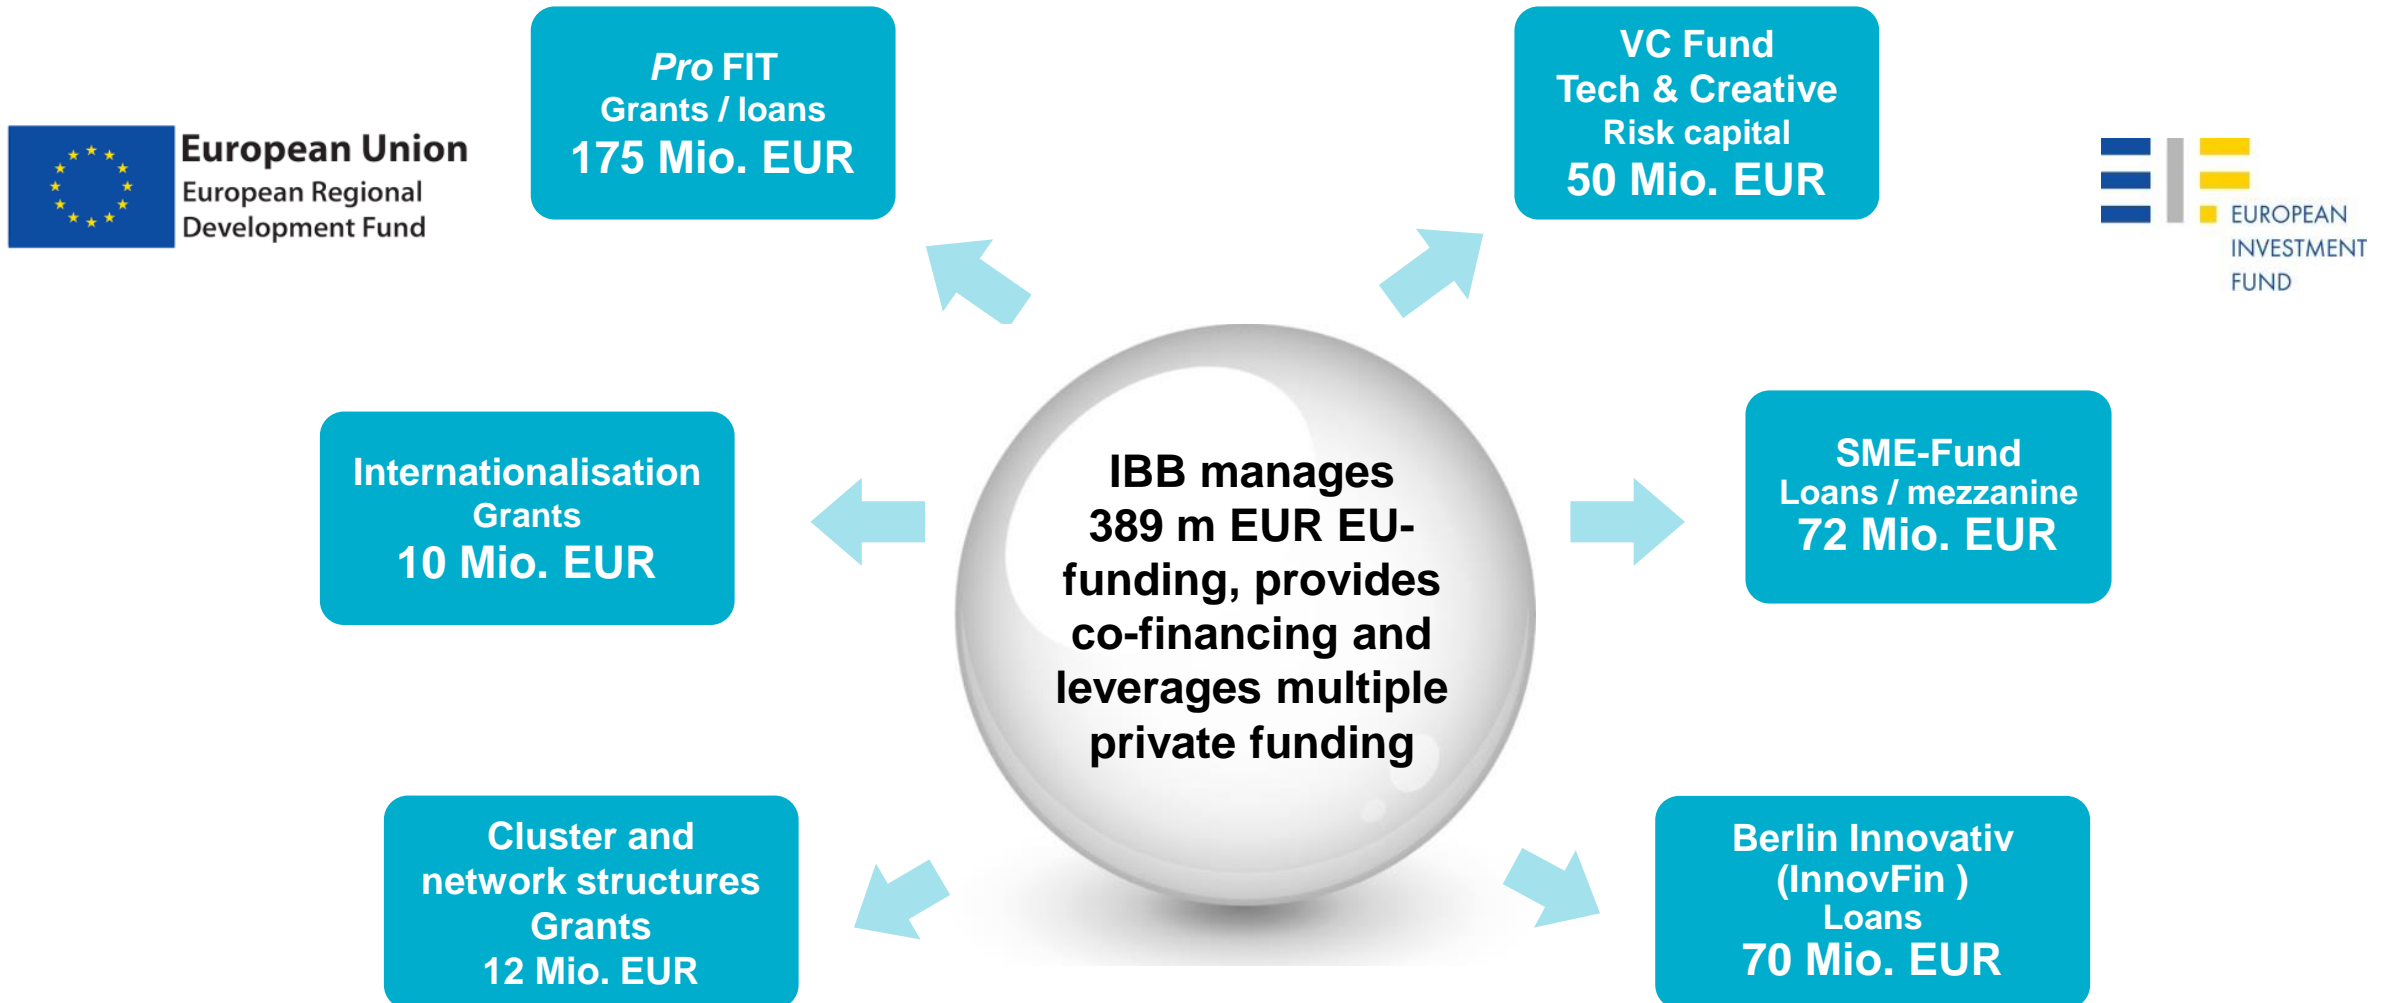 European Union
European Regional
Development Fund
Pro FIT
Grants / loans
175 Mio. EUR
VC Fund
Tech & Creative
Risk capital
50 Mio. EUR
EUROPEAN
INVESTMENT
FUND
Internationalisation
Grants
10 Mio. EUR
IBB manages
389 m EUR EU-
funding, provides
co-financing and
leverages multiple
private funding
SME-Fund
Loans / mezzanine
72 Mio. EUR
Cluster and
network structures
Grants
12 Mio. EUR
Berlin Innovativ
(InnovFin )
Loans
70 Mio. EUR